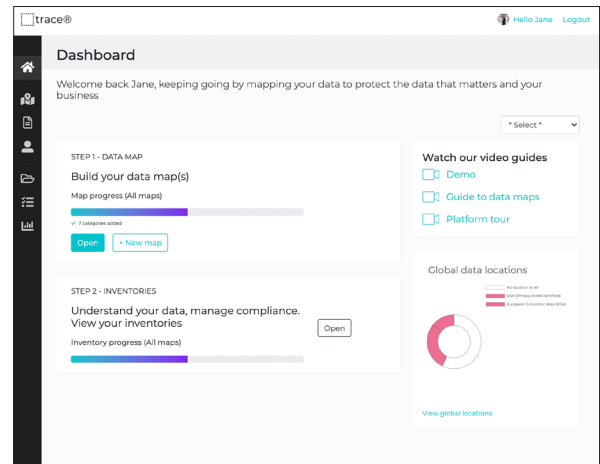 trace®
Hello Jane Logout
Dashboard
Welcome back Jane, keeping going by mapping your data to protect the data that matters and your
business
* Select *
STEP 1 - DATA MAP
Build your data map(s)
Map progress (All maps)
7 categories added
Open
+ New map
Watch our video guides
Demo
Guide to data maps
Platform tour
STEP 2 - INVENTORIES
Understand your data, manage compliance.
View your inventories
Open
Inventory progress (All maps)
Global data locations
No location is set
USA (Privacy shield certified)
European Economic Area (EEA)
View global locations